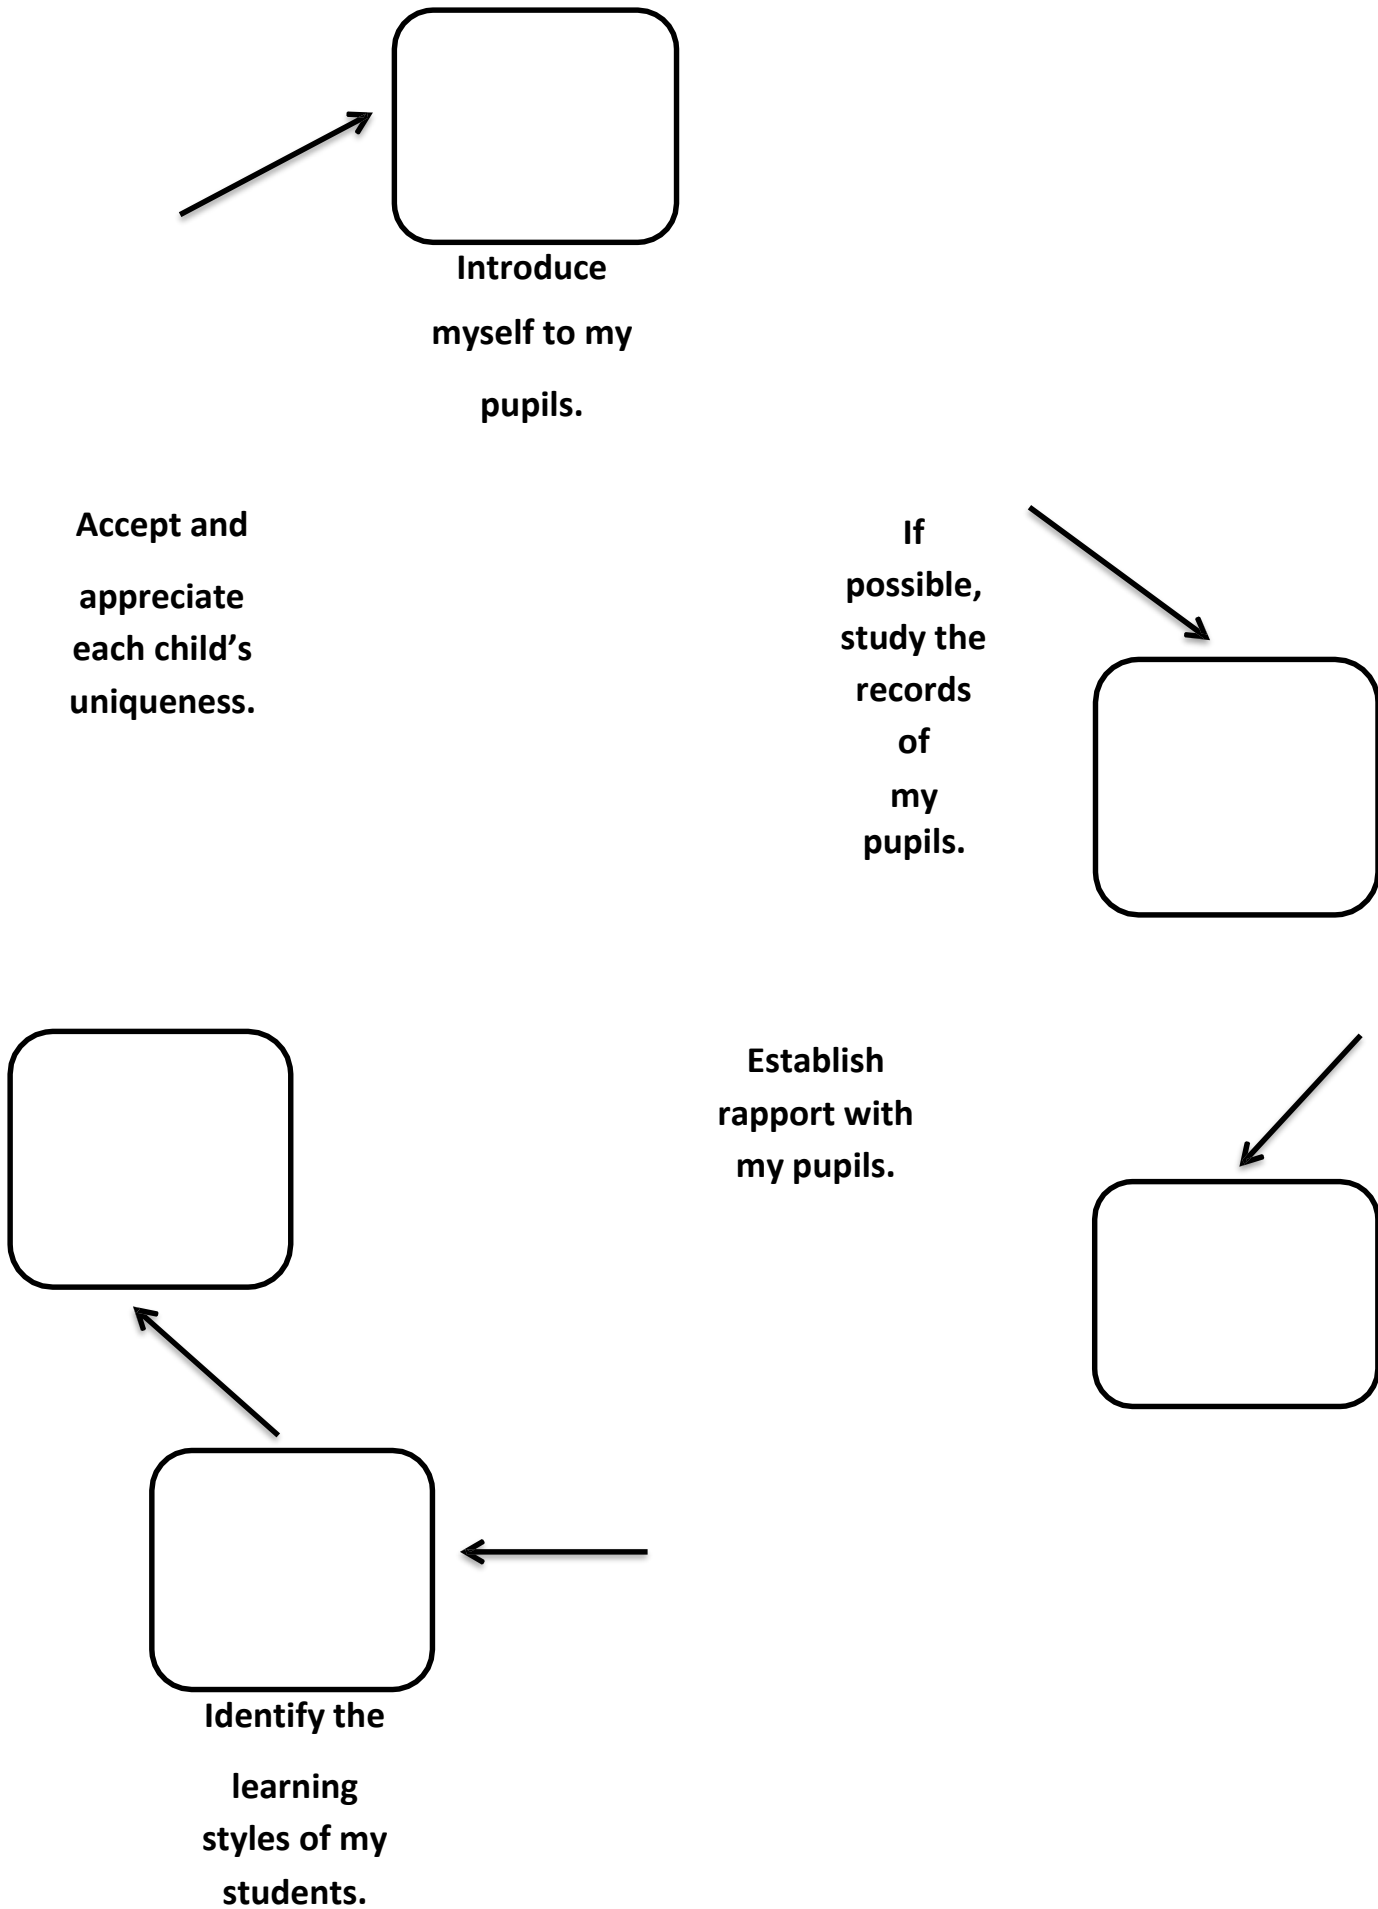 Introduce
myself to my
pupils.
Accept and
appreciate
each child’s
uniqueness.
If
possible,
study the
records
of
my
pupils.
Establish
rapport with
my pupils.
Identify the
learning
styles of my
students.